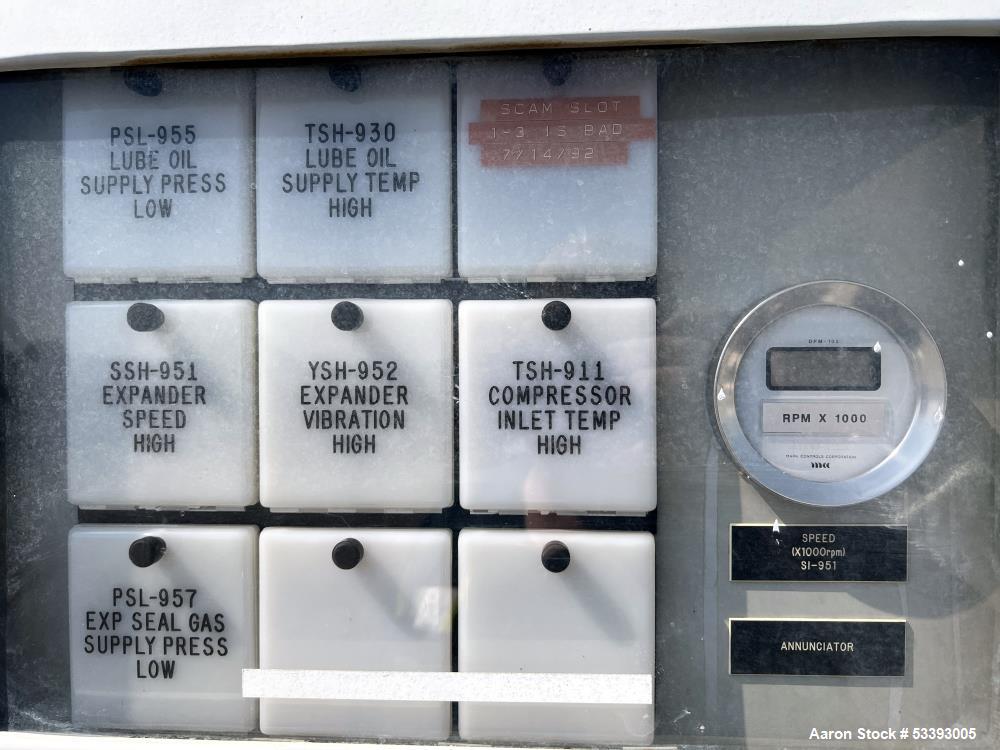 PSL-955
LUBE OIL
SUPPLY PRESS
LOW
TSH-930
LUBE OIL
SUPPLY TEMP
HIGH
SCAM SLOT
1-3 IS BAD
7/14/92
SSH-951
EXPANDER
SPEED
HIGH
YSH-952
EXPANDER
VIBRATION
HIGH
TSH-911
COMPRESSOR
INLET TEMP
HIGH
PSL-957
EXP SEAL GAS
SUPPLY PRESS
LOW
RPM X 1000
MARK CONTROLS CORPORATION
SPEED
(X1000rpm)
SI-951
ANNUNCIATOR
Aaron Stock # 53393005